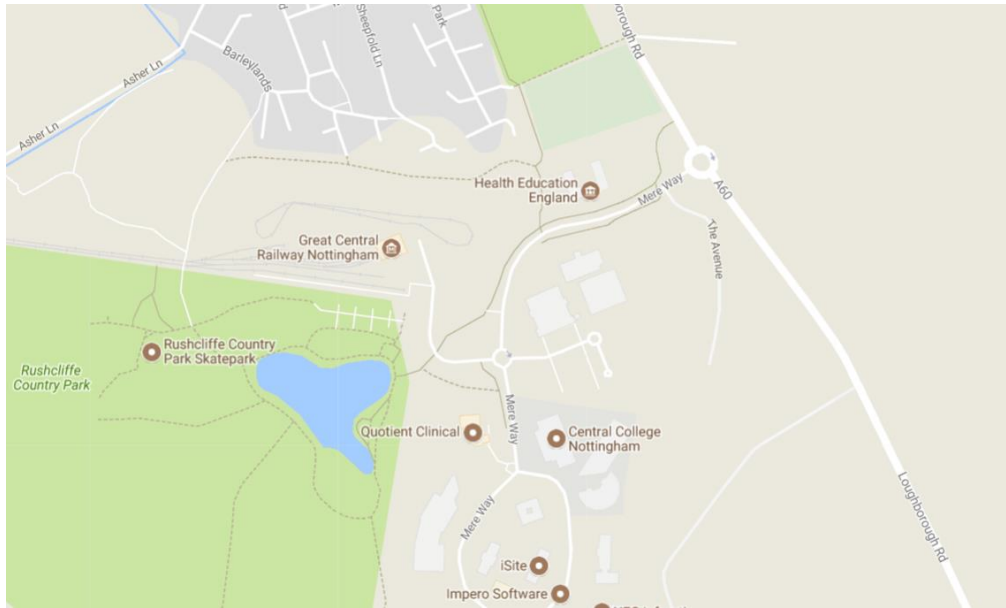 Sheepfold Ln
Park
Barleylands
Asher Ln
Asher Ln
Loughborough Rd
Health Education
England
Mere Way
A60
The Avenue
Great Central
Railway Nottingham
Rushcliffe Country
Park Skatepark
Rushcliffe
Country Park
Mere Way
Quotient Clinical
Central College
Nottingham
Loughborough Rd
Mere Way
iSite
Impero Software